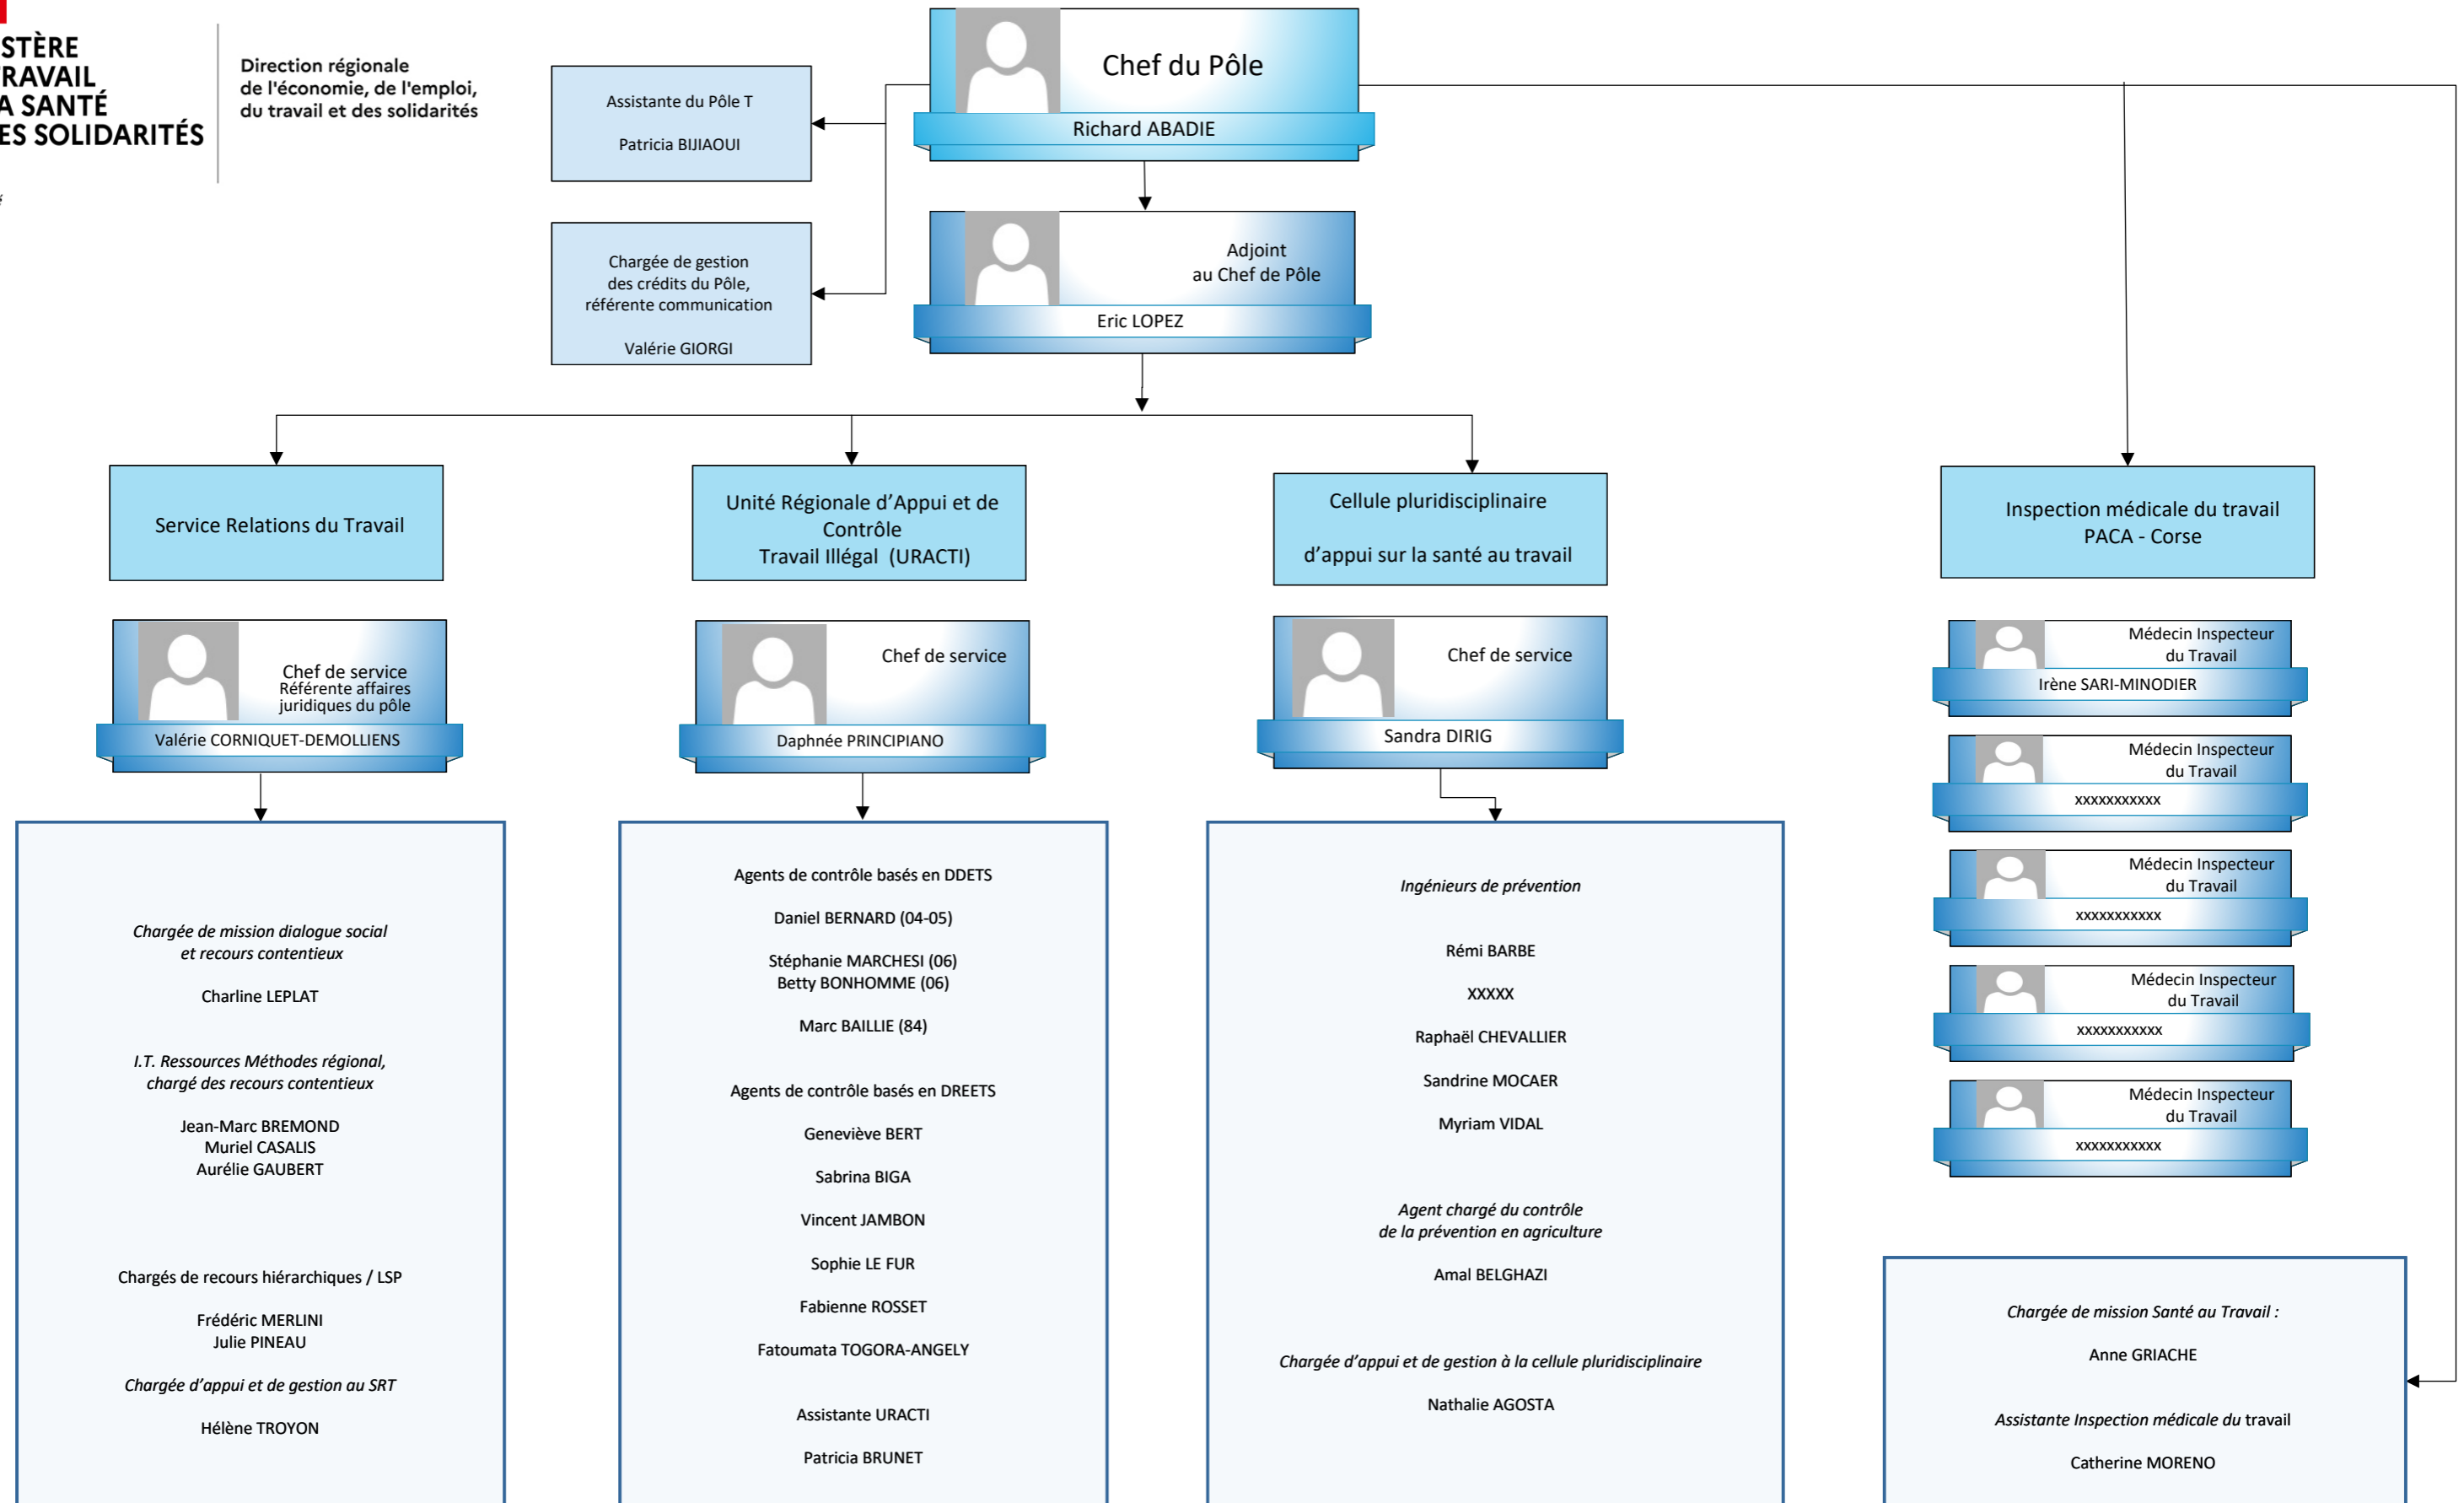 STÈRE
TRAVAIL
A SANTÉ
ES SOLIDARITÉS
Direction régionale
de l'économie, de l'emploi,
du travail et des solidarités
Chef du Pôle
Richard ABADIE
Assistante du Pôle T
Patricia BIJIAOUI
Chargée de gestion
des crédits du Pôle,
référente communication
Valérie GIORGI
Adjoint
au Chef de Pôle
Eric LOPEZ
Service Relations du Travail
Chef de service
Référente affaires
juridiques du pôle
Valérie CORNIQUET-DEMOLLIENS
Chargée de mission dialogue social
et recours contentieux
Charline LEPLAT
I.T. Ressources Méthodes régional,
chargé des recours contentieux
Jean-Marc BREMOND
Muriel CASALIS
Aurélie GAUBERT
Chargés de recours hiérarchiques / LSP
Frédéric MERLINI
Julie PINEAU
Chargée d'appui et de gestion au SRT
Hélène TROYON
Unité Régionale d'Appui et de
Contrôle
Travail Illégal (URACTI)
Chef de service
Daphnée PRINCIPIANO
Agents de contrôle basés en DDETS
Daniel BERNARD (04-05)
Stéphanie MARCHESI (06)
Betty BONHOMME (06)
Marc BAILLIE (84)
Agents de contrôle basés en DREETS
Geneviève BERT
Sabrina BIGA
Vincent JAMBON
Sophie LE FUR
Fabienne ROSSET
Fatoumata TOGORA-ANGELY
Assistante URACTI
Patricia BRUNET
Cellule pluridisciplinaire
d'appui sur la santé au travail
Chef de service
Sandra DIRIG
Ingénieurs de prévention
Rémi BARBE
XXXXX
Raphaël CHEVALLIER
Sandrine MOCAER
Myriam VIDAL
Agent chargé du contrôle
de la prévention en agriculture
Amal BELGHAZI
Chargée d'appui et de gestion à la cellule pluridisciplinaire
Nathalie AGOSTA
Inspection médicale du travail
PACA - Corse
Médecin Inspecteur
du Travail
Irène SARI-MINODIER
Médecin Inspecteur
du Travail
xxxxxxxxxxx
Médecin Inspecteur
du Travail
xxxxxxxxxxx
Médecin Inspecteur
du Travail
xxxxxxxxxxx
Médecin Inspecteur
du Travail
xxxxxxxxxxx
Chargée de mission Santé au Travail :
Anne GRIACHE
Assistante Inspection médicale du travail
Catherine MORENO